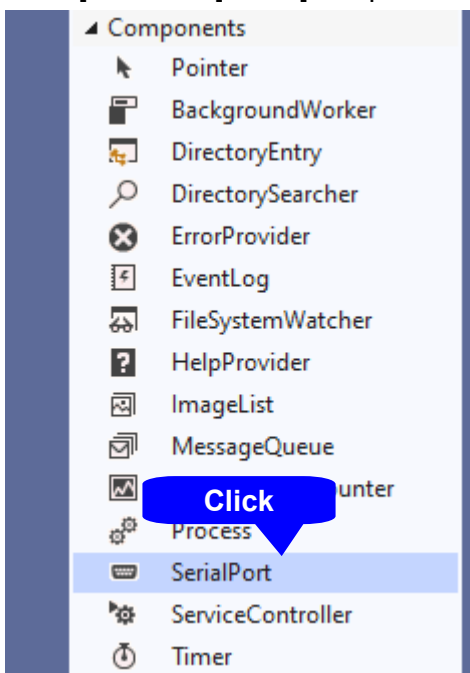 Components
Pointer
BackgroundWorker
DirectoryEntry
DirectorySearcher
ErrorProvider
EventLog
FileSystemWatcher
HelpProvider
ImageList
MessageQueue
unter
Click
Process
SerialPort
ServiceController
Timer